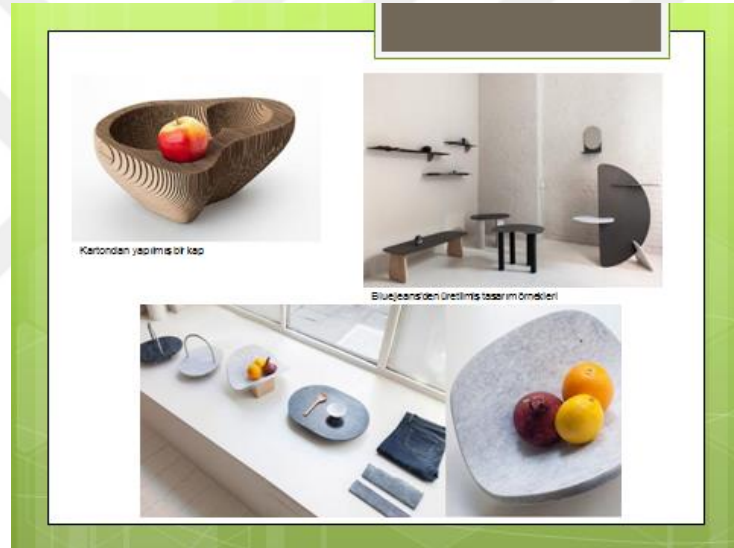 Kartondan yapılmış bir kap
Bluejeans'den üretilmiş tasarım örnekleri